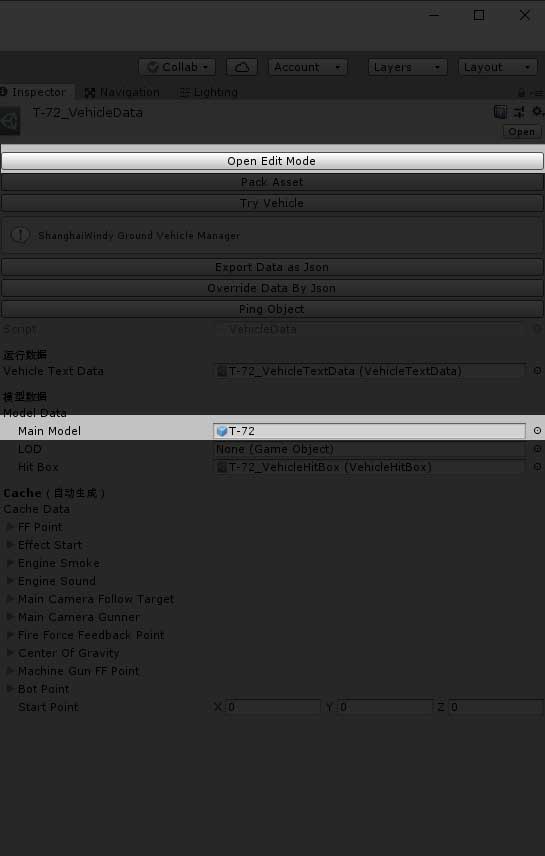 Collab Account Layers Layout
Inspector Navigation Lighting
T-72_VehicleData
Open
Open Edit Mode
Pack Asset
Try Vehicle
ShanghaiWindy Ground Vehicle Manager
Export Data as Json
Override Data By Json
Ping Object
Script VehicleData
运行数据
Vehicle Text Data T-72_VehicleTextData (VehicleTextData)
模型数据
Model Data
Main Model T-72
LOD None (Game Object)
Hit Box T-72_VehicleHitBox (VehicleHitBox)
Cache (自动生成)
Cache Data
FF Point
Effect Start
Engine Smoke
Engine Sound
Main Camera Follow Target
Main Camera Gunner
Fire Force Feedback Point
Center Of Gravity
Machine Gun FF Point
Bot Point
Start Point X 0 Y 0 Z 0